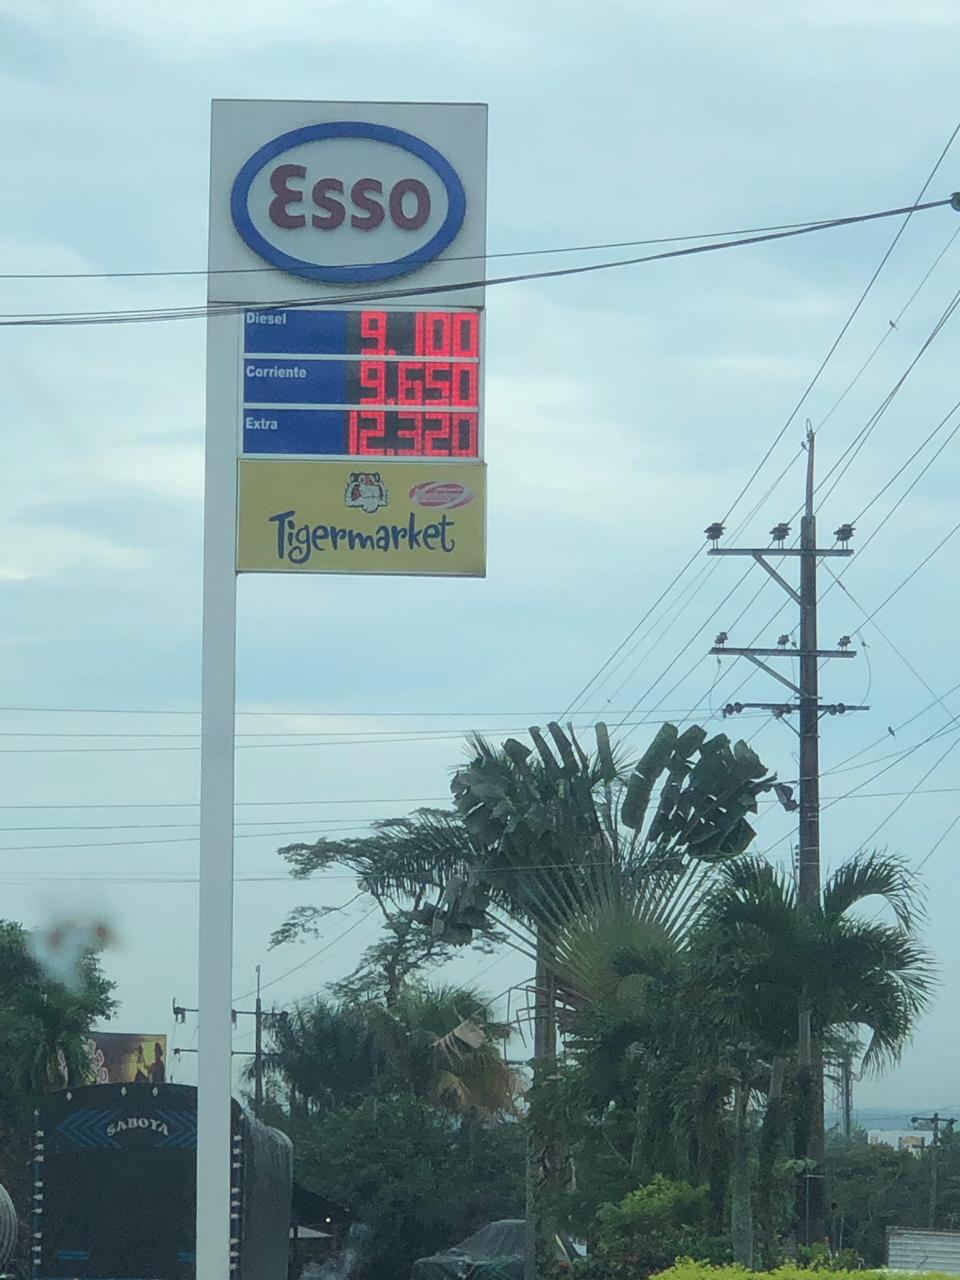 Esso
Diesel 9.100
Corriente 9.650
Extra 12.320
Tigermarket
SABOYA